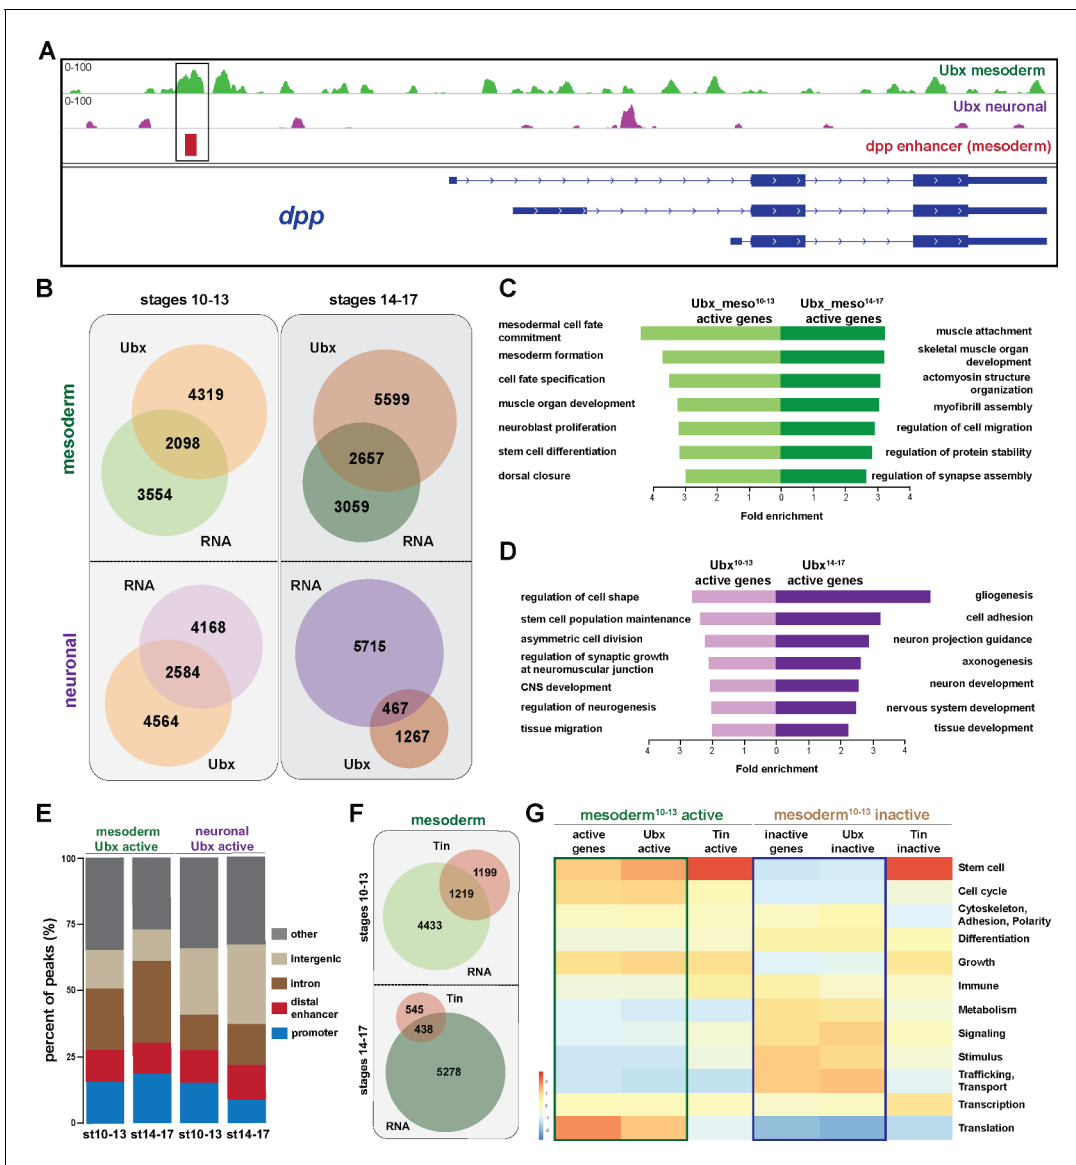 A
0-100
Ubx mesoderm
0-100
Ubx neuronal
dpp enhancer (mesoderm)
dpp
B
stages 10-13
stages 14-17
mesoderm
Ubx
4319
2098
3554
RNA
Ubx
5599
2657
3059
RNA
neuronal
RNA
4168
2584
4564
Ubx
RNA
5715
467
1267
Ubx
C
Ubx_meso10-13
active genes
Ubx_meso14-17
active genes
mesodermal cell fate
commitment
mesoderm formation
cell fate specification
muscle organ development
neuroblast proliferation
stem cell differentiation
dorsal closure
muscle attachment
skeletal muscle organ
development
actomyosin structure
organization
myofibrill assembly
regulation of cell migration
regulation of protein stability
regulation of synapse assembly
4 3 2 1 0 1 2 3 4
Fold enrichment
D
Ubx10-13
active genes
Ubx14-17
active genes
regulation of cell shape
stem cell population maintenance
asymmetric cell division
regulation of synaptic growth
at neuromuscular junction
CNS development
regulation of neurogenesis
tissue migration
gliogenesis
cell adhesion
neuron projection guidance
axonogenesis
neuron development
nervous system development
tissue development
4 3 2 1 0 1 2 3 4
Fold enrichment
E
mesoderm
Ubx active
neuronal
Ubx active
percent of peaks (%)
100
75
50
25
0
st10-13 st14-17 st10-13 st14-17
other
intergenic
intron
distal
enhancer
promoter
F
mesoderm
stages 10-13
Tin
1199
1219
4433
RNA
stages 14-17
Tin
545
438
5278
RNA
G
mesoderm10-13 active
mesoderm10-13 inactive
active
genes
Ubx
active
Tin
active
inactive
genes
Ubx
inactive
Tin
inactive
Stem cell
Cell cycle
Cytoskeleton,
Adhesion, Polarity
Differentiation
Growth
Immune
Metabolism
Signaling
Stimulus
Trafficking,
Transport
Transcription
Translation